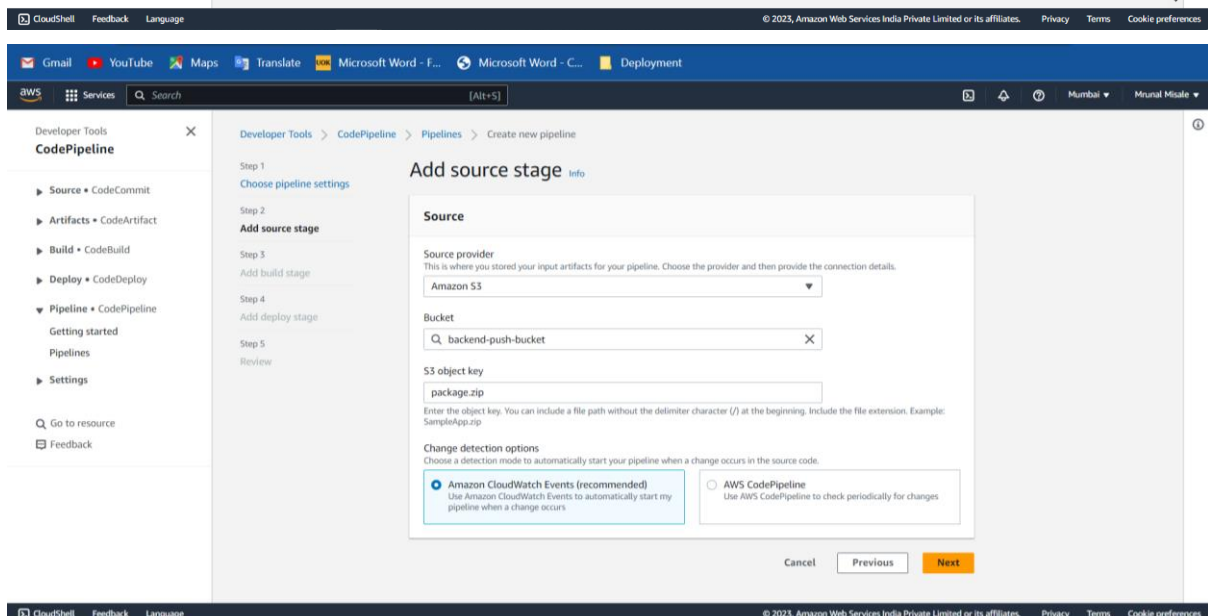 CloudShell Feedback Language © 2023, Amazon Web Services India Private Limited or its affiliates. Privacy Terms Cookie preferences
Gmail YouTube Maps Translate UOK Microsoft Word - F... Microsoft Word - C... Deployment
aws Services Search [Alt+S] Mumbai Mrunal Misale
Developer Tools
CodePipeline
Source • CodeCommit
Artifacts • CodeArtifact
Build • CodeBuild
Deploy • CodeDeploy
Pipeline • CodePipeline
Getting started
Pipelines
Settings
Go to resource
Feedback
Developer Tools > CodePipeline > Pipelines > Create new pipeline
Step 1
Choose pipeline settings
Step 2
Add source stage
Step 3
Add build stage
Step 4
Add deploy stage
Step 5
Review
Add source stage Info
Source
Source provider
This is where you stored your input artifacts for your pipeline. Choose the provider and then provide the connection details.
Amazon S3
Bucket
backend-push-bucket
S3 object key
package.zip
Enter the object key. You can include a file path without the delimiter character (/) at the beginning. Include the file extension. Example:
SampleApp.zip
Change detection options
Choose a detection mode to automatically start your pipeline when a change occurs in the source code.
Amazon CloudWatch Events (recommended)
Use Amazon CloudWatch Events to automatically start my
pipeline when a change occurs
AWS CodePipeline
Use AWS CodePipeline to check periodically for changes
Cancel Previous Next
CloudShell Feedback Language © 2023, Amazon Web Services India Private Limited or its affiliates. Privacy Terms Cookie preferences